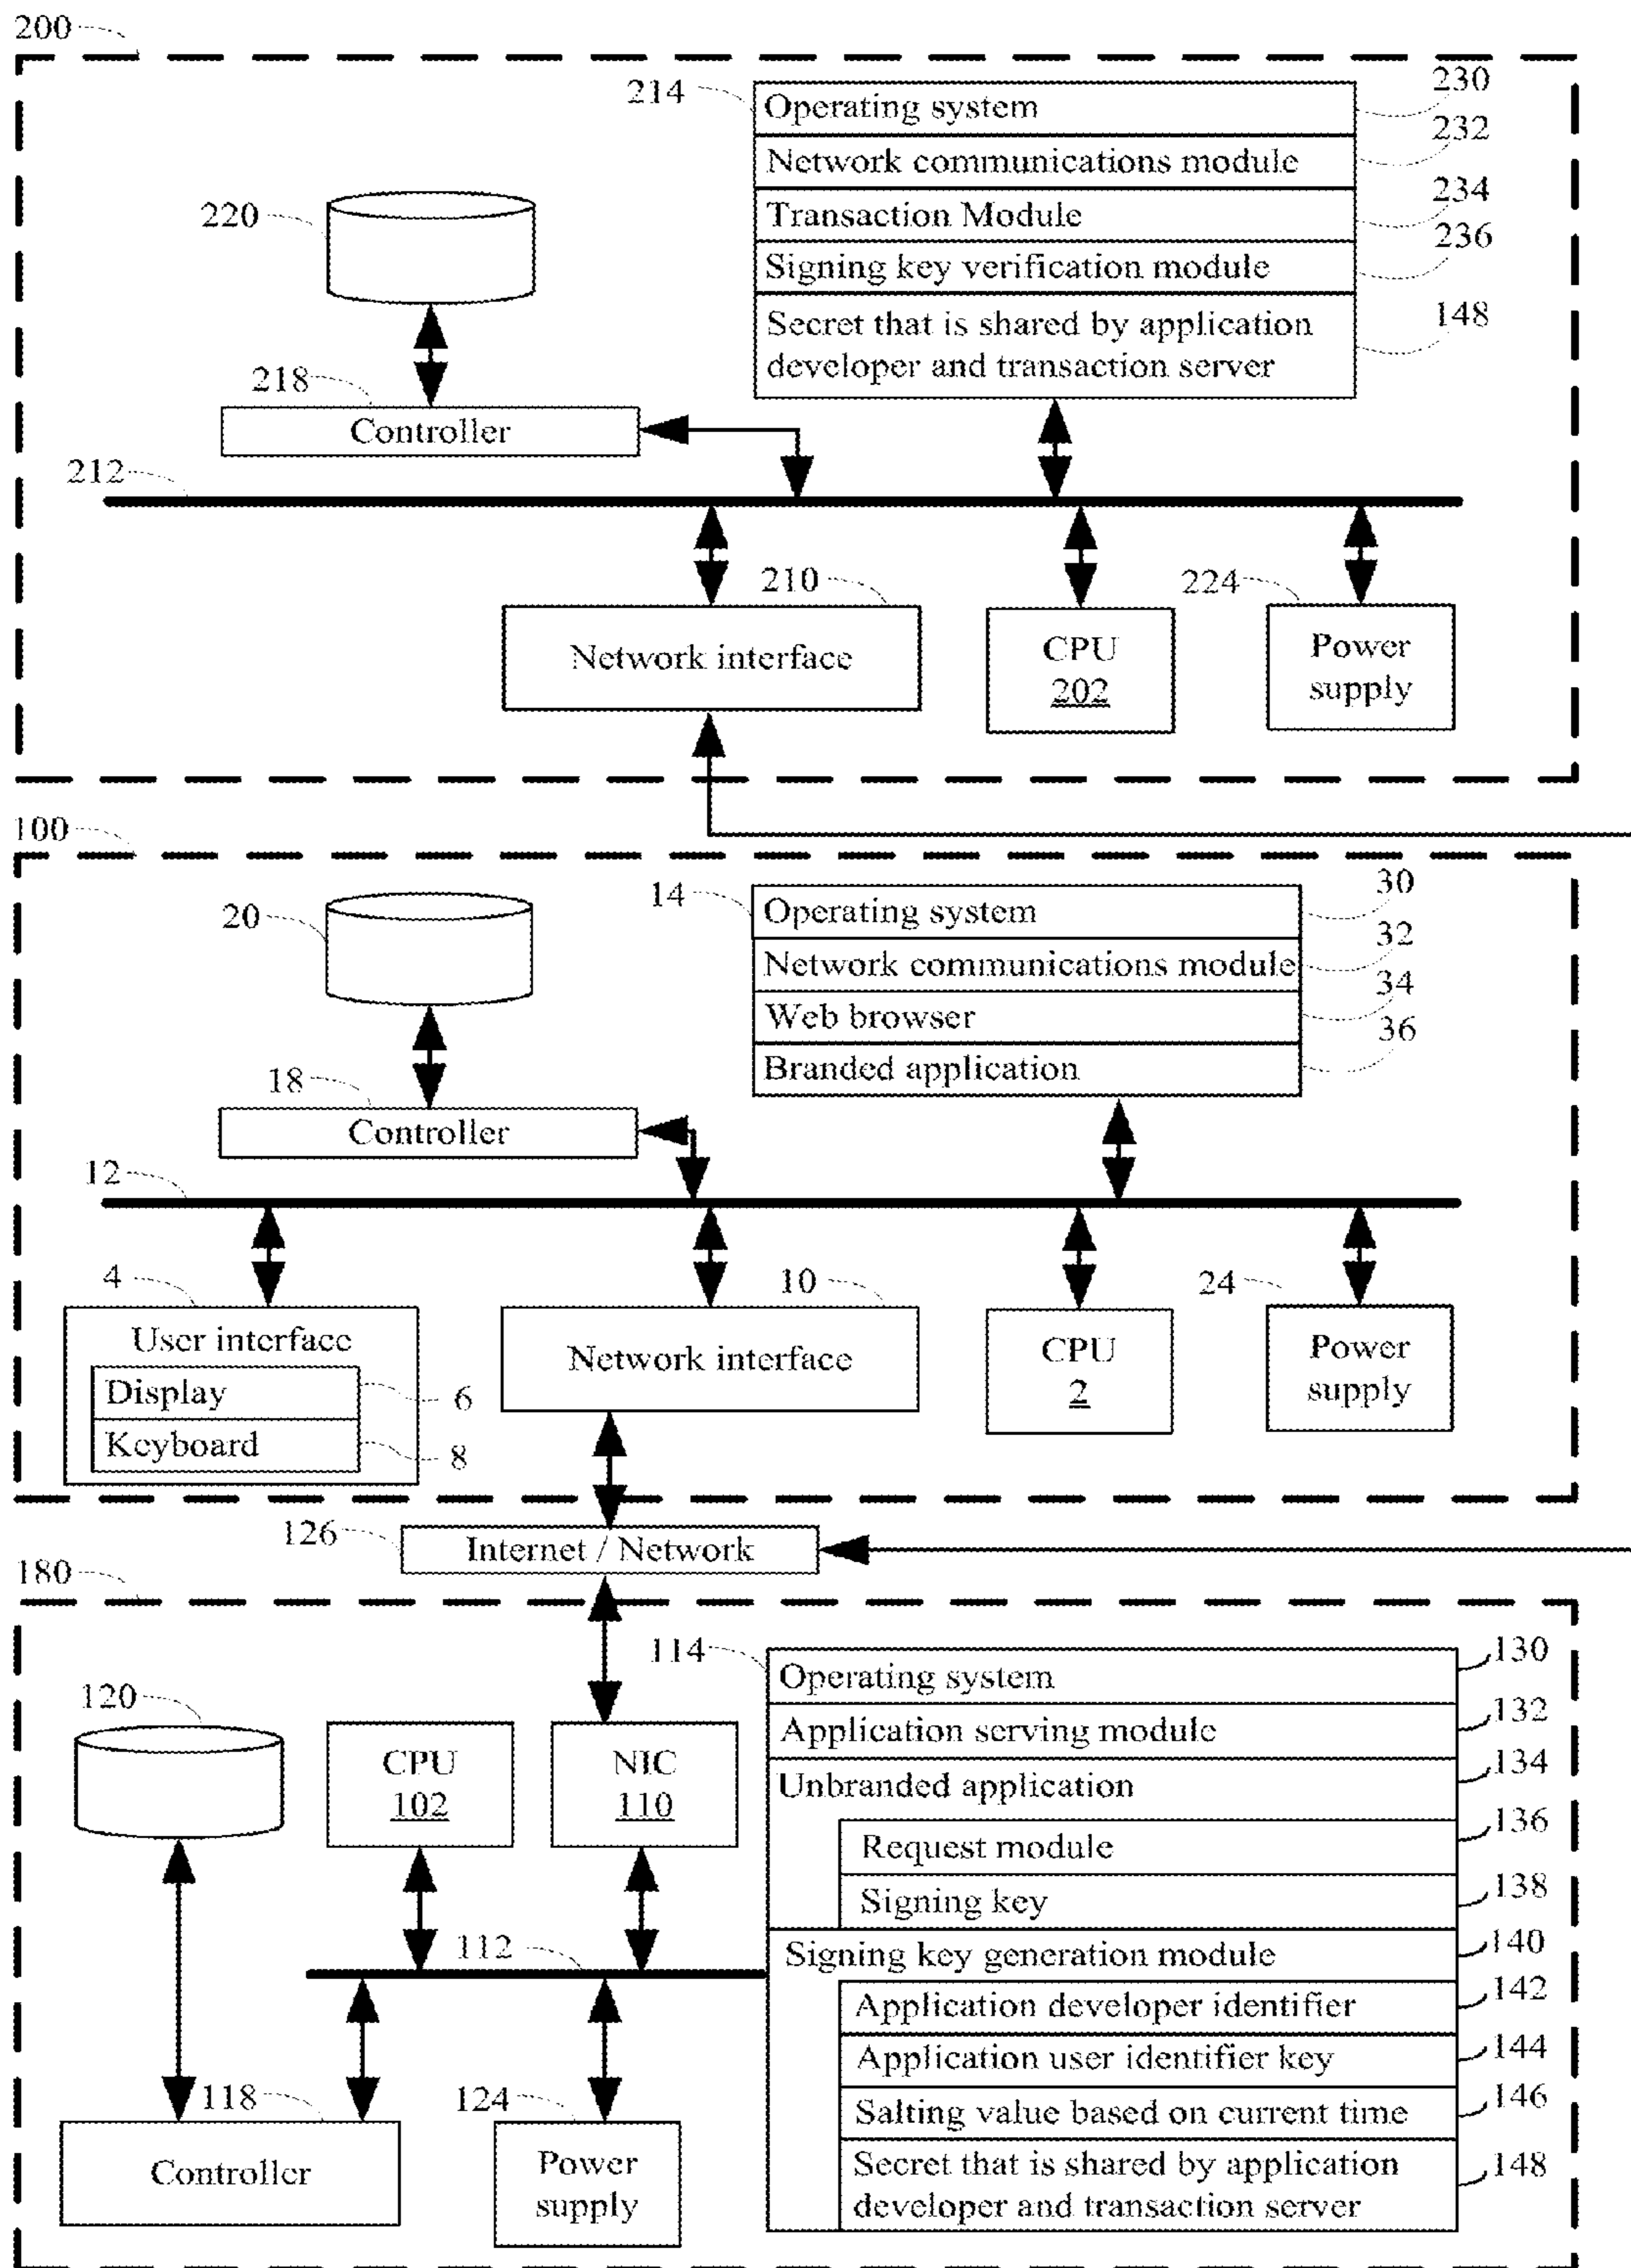 200
214
Operating system
230
Network communications module
232
Transaction Module
234
Signing key verification module
236
Secret that is shared by application
developer and transaction server
148
220
218
Controller
212
210
Network interface
CPU
202
224
Power
supply
100
14
Operating system
30
Network communications module
32
Web browser
34
Branded application
36
20
18
Controller
12
4
User interface
Display
6
Keyboard
8
10
Network interface
CPU
2
24
Power
supply
126
Internet / Network
180
114
Operating system
130
Application serving module
132
Unbranded application
134
Request module
136
Signing key
138
Signing key generation module
140
Application developer identifier
142
Application user identifier key
144
Salting value based on current time
146
Secret that is shared by application
developer and transaction server
148
120
CPU
102
NIC
110
112
118
Controller
124
Power
supply